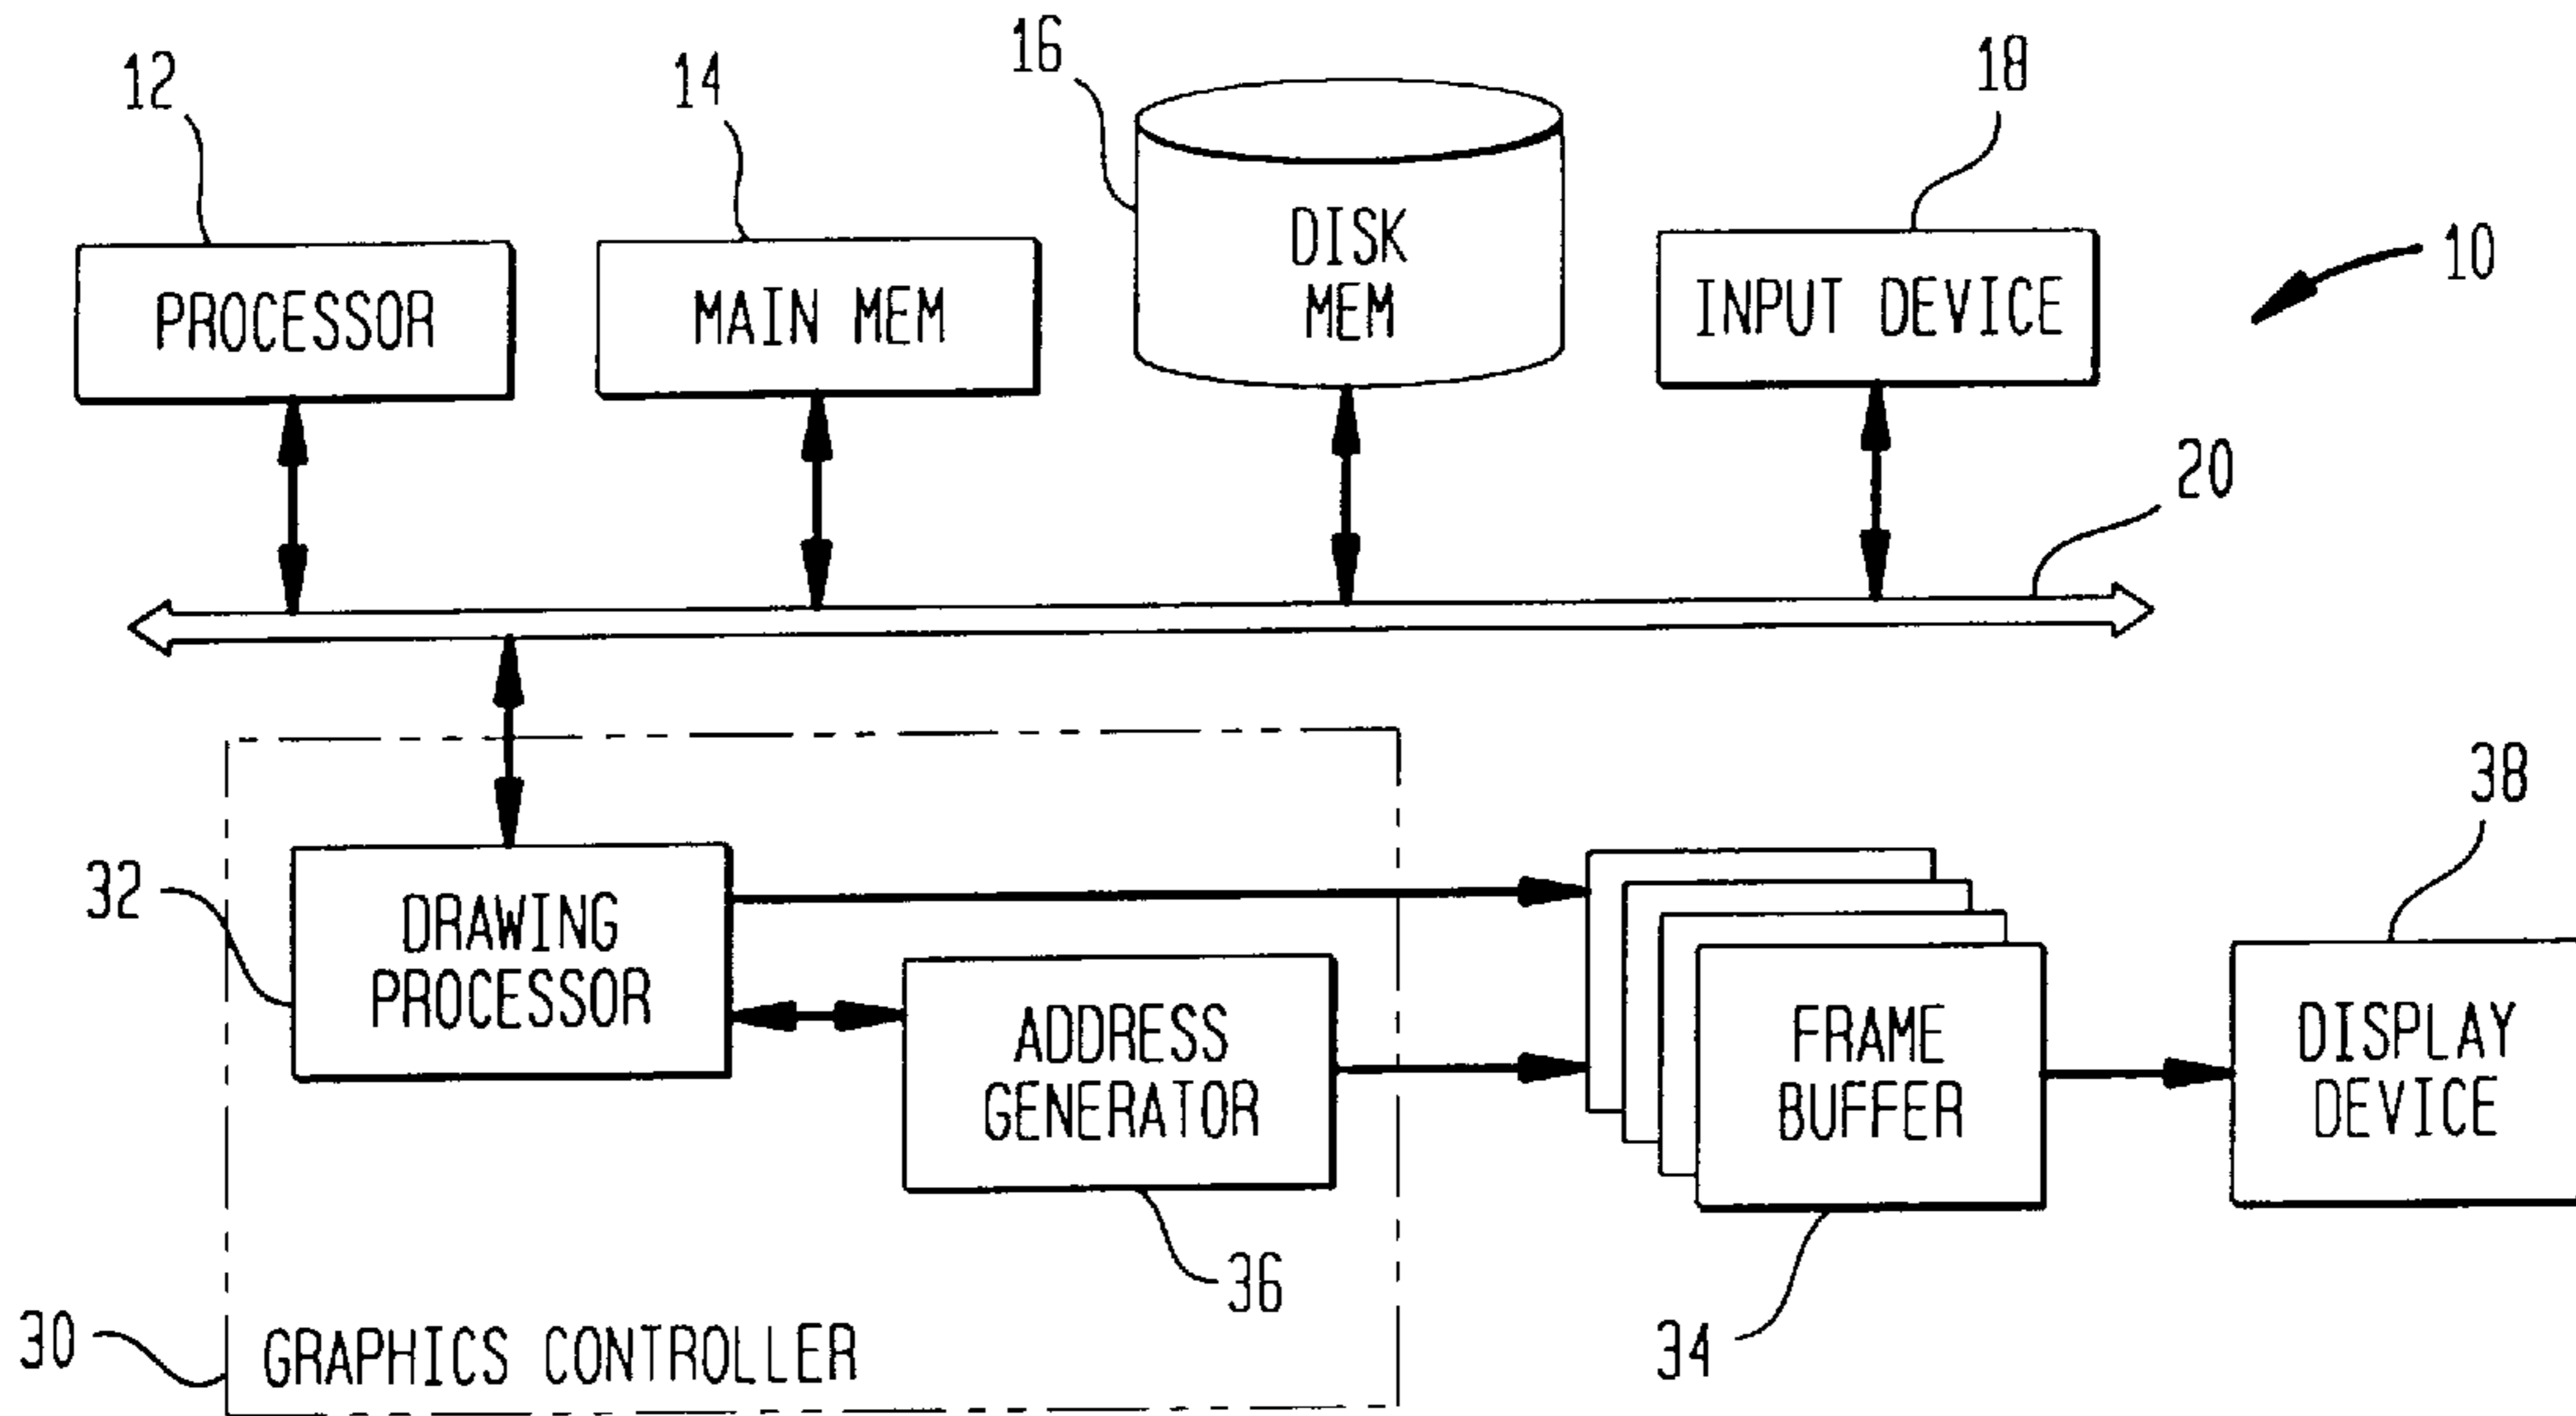 12
14
16
18
10
PROCESSOR
MAIN MEM
DISK
MEM
INPUT DEVICE
20
38
32
DRAWING
PROCESSOR
ADDRESS
GENERATOR
FRAME
BUFFER
DISPLAY
DEVICE
36
34
30
GRAPHICS CONTROLLER